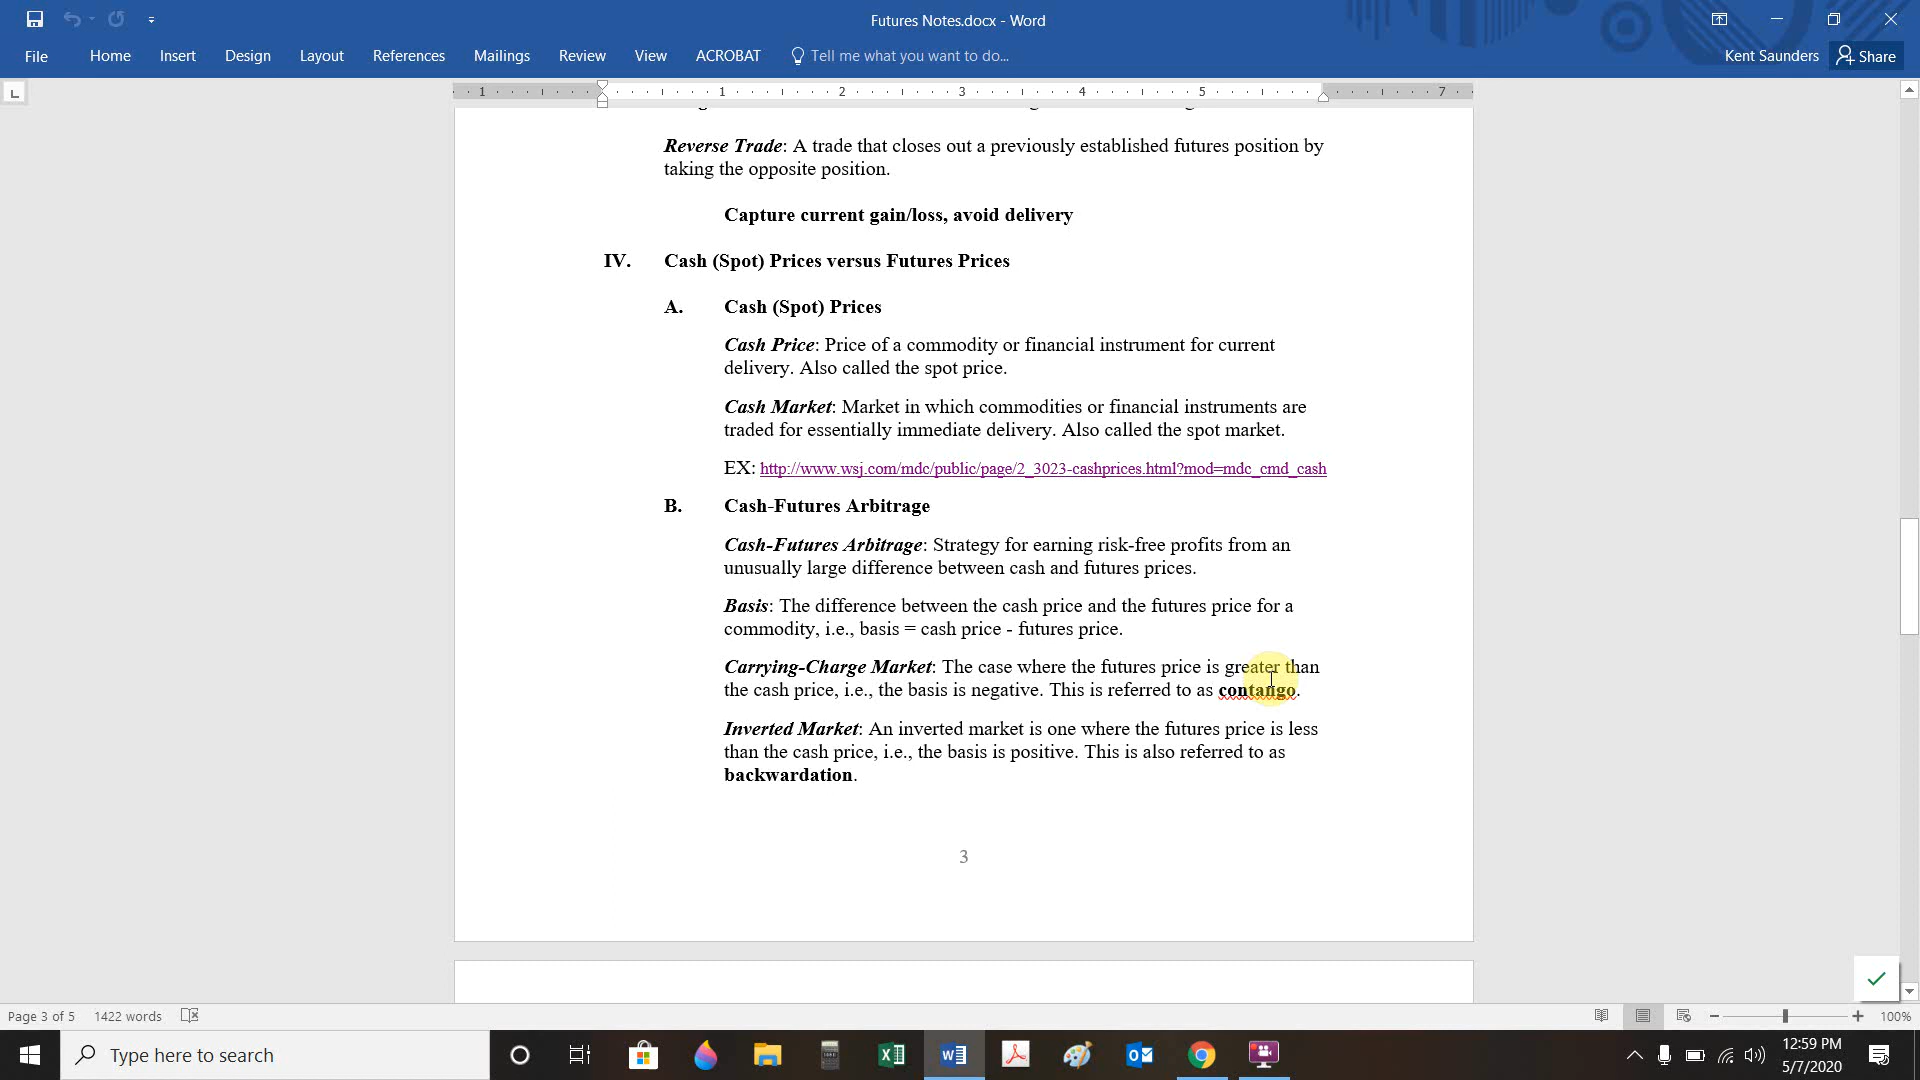 Futures Notes.docx - Word
File Home Insert Design Layout References Mailings Review View ACROBAT Tell me what you want to do... Kent Saunders Share
1 1 2 3 4 5 7
Reverse Trade: A trade that closes out a previously established futures position by
taking the opposite position.
Capture current gain/loss, avoid delivery
IV. Cash (Spot) Prices versus Futures Prices
A. Cash (Spot) Prices
Cash Price: Price of a commodity or financial instrument for current
delivery. Also called the spot price.
Cash Market: Market in which commodities or financial instruments are
traded for essentially immediate delivery. Also called the spot market.
EX: http://www.wsj.com/mdc/public/page/2_3023-cashprices.html?mod=mdc_cmd_cash
B. Cash-Futures Arbitrage
Cash-Futures Arbitrage: Strategy for earning risk-free profits from an
unusually large difference between cash and futures prices.
Basis: The difference between the cash price and the futures price for a
commodity, i.e., basis = cash price - futures price.
Carrying-Charge Market: The case where the futures price is greater than
the cash price, i.e., the basis is negative. This is referred to as contango.
Inverted Market: An inverted market is one where the futures price is less
than the cash price, i.e., the basis is positive. This is also referred to as
backwardation.
3
Page 3 of 5 1422 words 100%
Type here to search
12:59 PM
5/7/2020